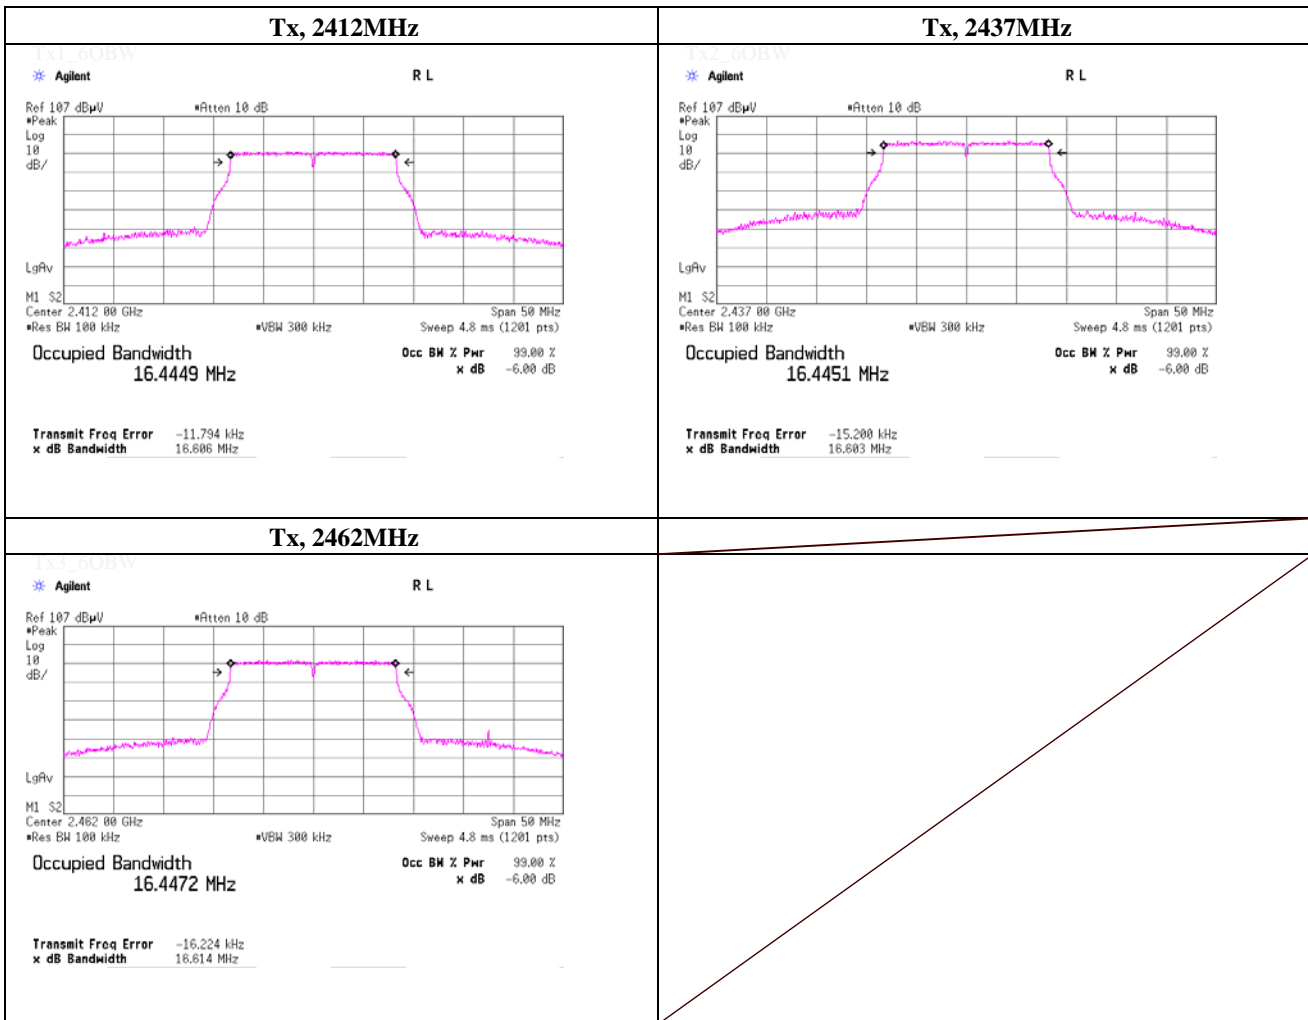 Tx, 2412MHz
Tx, 2437MHz
Tx1_6OBW
Agilent R L
Ref 107 dBµV #Atten 10 dB
#Peak
Log
10
dB/
LgAv
M1 S2
Center 2.412 00 GHz Span 50 MHz
#Res BW 100 kHz #VBW 300 kHz Sweep 4.8 ms (1201 pts)
Occupied Bandwidth Occ BW % Pwr 99.00 %
16.4449 MHz x dB -6.00 dB
Transmit Freq Error -11.794 kHz
x dB Bandwidth 16.606 MHz
Tx2_6OBW
Agilent R L
Ref 107 dBµV #Atten 10 dB
#Peak
Log
10
dB/
LgAv
M1 S2
Center 2.437 00 GHz Span 50 MHz
#Res BW 100 kHz #VBW 300 kHz Sweep 4.8 ms (1201 pts)
Occupied Bandwidth Occ BW % Pwr 99.00 %
16.4451 MHz x dB -6.00 dB
Transmit Freq Error -15.200 kHz
x dB Bandwidth 16.603 MHz
Tx, 2462MHz
Tx3_6OBW
Agilent R L
Ref 107 dBµV #Atten 10 dB
#Peak
Log
10
dB/
LgAv
M1 S2
Center 2.462 00 GHz Span 50 MHz
#Res BW 100 kHz #VBW 300 kHz Sweep 4.8 ms (1201 pts)
Occupied Bandwidth Occ BW % Pwr 99.00 %
16.4472 MHz x dB -6.00 dB
Transmit Freq Error -16.224 kHz
x dB Bandwidth 16.614 MHz